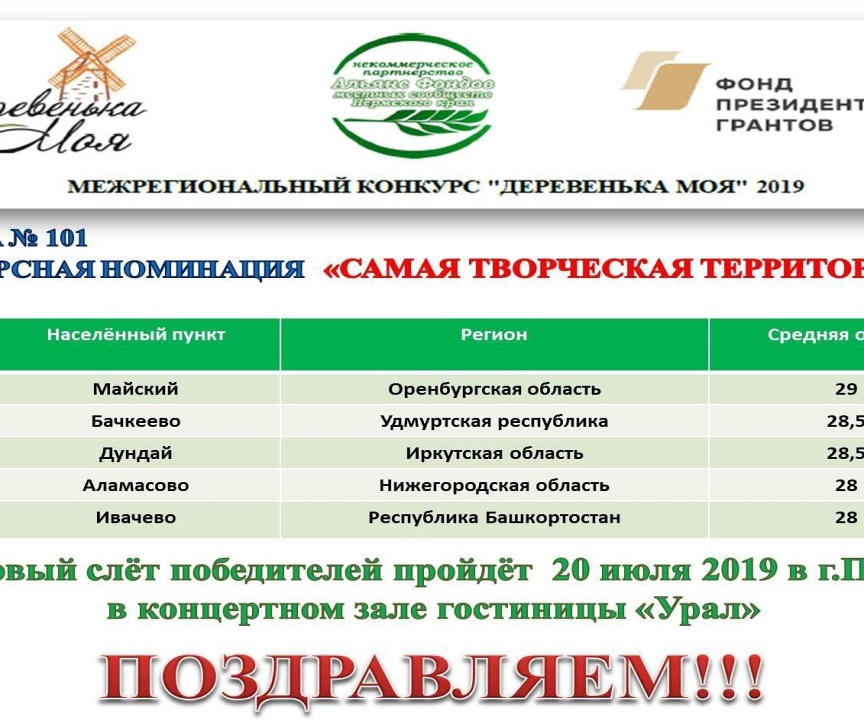 ревенька
Моя
некоммерческое
партнёрство
Альянс Фондов
местных сообществ
Пермского края
ФОНД
ПРЕЗИДЕНТ
ГРАНТОВ
МЕЖРЕГИОНАЛЬНЫЙ КОНКУРС "ДЕРЕВЕНЬКА МОЯ" 2019
А № 101
РСНАЯ НОМИНАЦИЯ «САМАЯ ТВОРЧЕСКАЯ ТЕРРИТОР
Населённый пункт Регион Средняя о
Майский Оренбургская область 29
Бачкеево Удмуртская республика 28,5
Дундай Иркутская область 28,5
Аламасово Нижегородская область 28
Ивачево Республика Башкортостан 28
овый слёт победителей пройдёт 20 июля 2019 в г.П
в концертном зале гостиницы «Урал»
ПОЗДРАВЛЯЕМ!!!